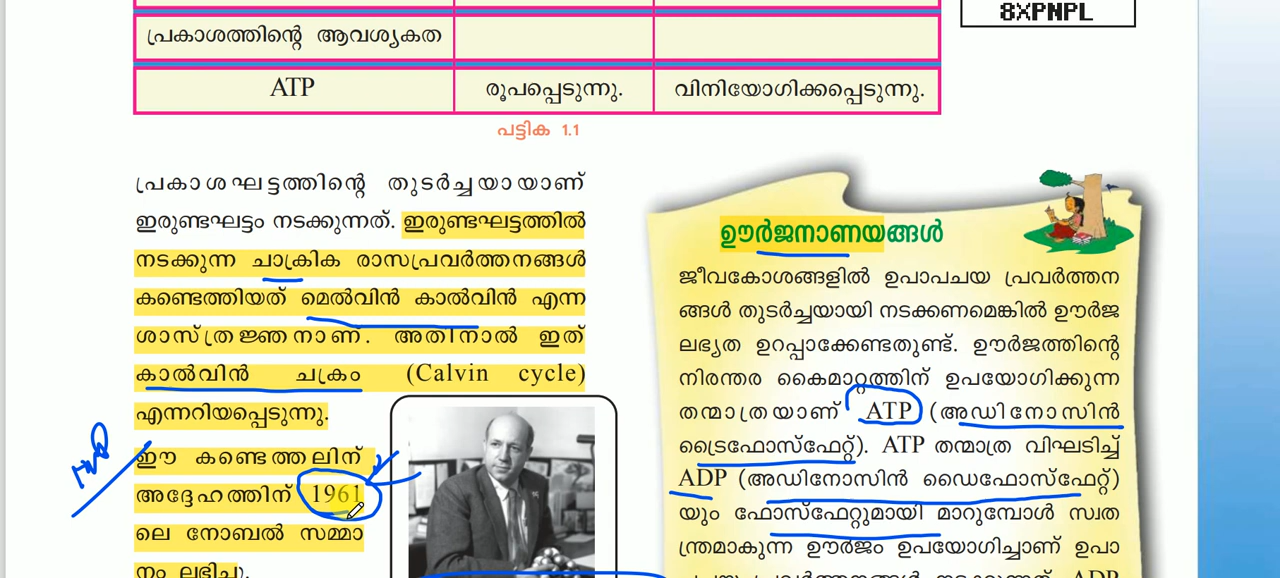 8XPNPL
പ്രകാശത്തിന്റെ ആവശ്യകത
ATP രൂപപ്പെടുന്നു. വിനിയോഗിക്കപ്പെടുന്നു.
പട്ടിക 1.1
പ്രകാശഘട്ടത്തിന്റെ തുടർച്ചയായാണ്
ഇരുണ്ടഘട്ടം നടക്കുന്നത്. ഇരുണ്ടഘട്ടത്തിൽ
നടക്കുന്ന ചാക്രിക രാസപ്രവർത്തനങ്ങൾ
കണ്ടെത്തിയത് മെൽവിൻ കാൽവിൻ എന്ന
ശാസ്ത്രജ്ഞനാണ്. അതിനാൽ ഇത്
കാൽവിൻ ചക്രം (Calvin cycle)
എന്നറിയപ്പെടുന്നു.
ഈ കണ്ടെത്തലിന്
അദ്ദേഹത്തിന് 1961
ലെ നോബൽ സമ്മാ
നം ലഭിച്ചു.
ഊർജനാണയങ്ങൾ
ജീവകോശങ്ങളിൽ ഉപാപചയ പ്രവർത്തന
ങ്ങൾ തുടർച്ചയായി നടക്കണമെങ്കിൽ ഊർജ
ലഭ്യത ഉറപ്പാക്കേണ്ടതുണ്ട്. ഊർജത്തിന്റെ
നിരന്തര കൈമാറ്റത്തിന് ഉപയോഗിക്കുന്ന
തന്മാത്രയാണ് ATP (അഡിനോസിൻ
ട്രൈഫോസ്ഫേറ്റ്). ATP തന്മാത്ര വിഘടിച്ച്
ADP (അഡിനോസിൻ ഡൈഫോസ്ഫേറ്റ്)
യും ഫോസ്ഫേറ്റുമായി മാറുമ്പോൾ സ്വത
ന്ത്രമാകുന്ന ഊർജം ഉപയോഗിച്ചാണ് ഉപാ